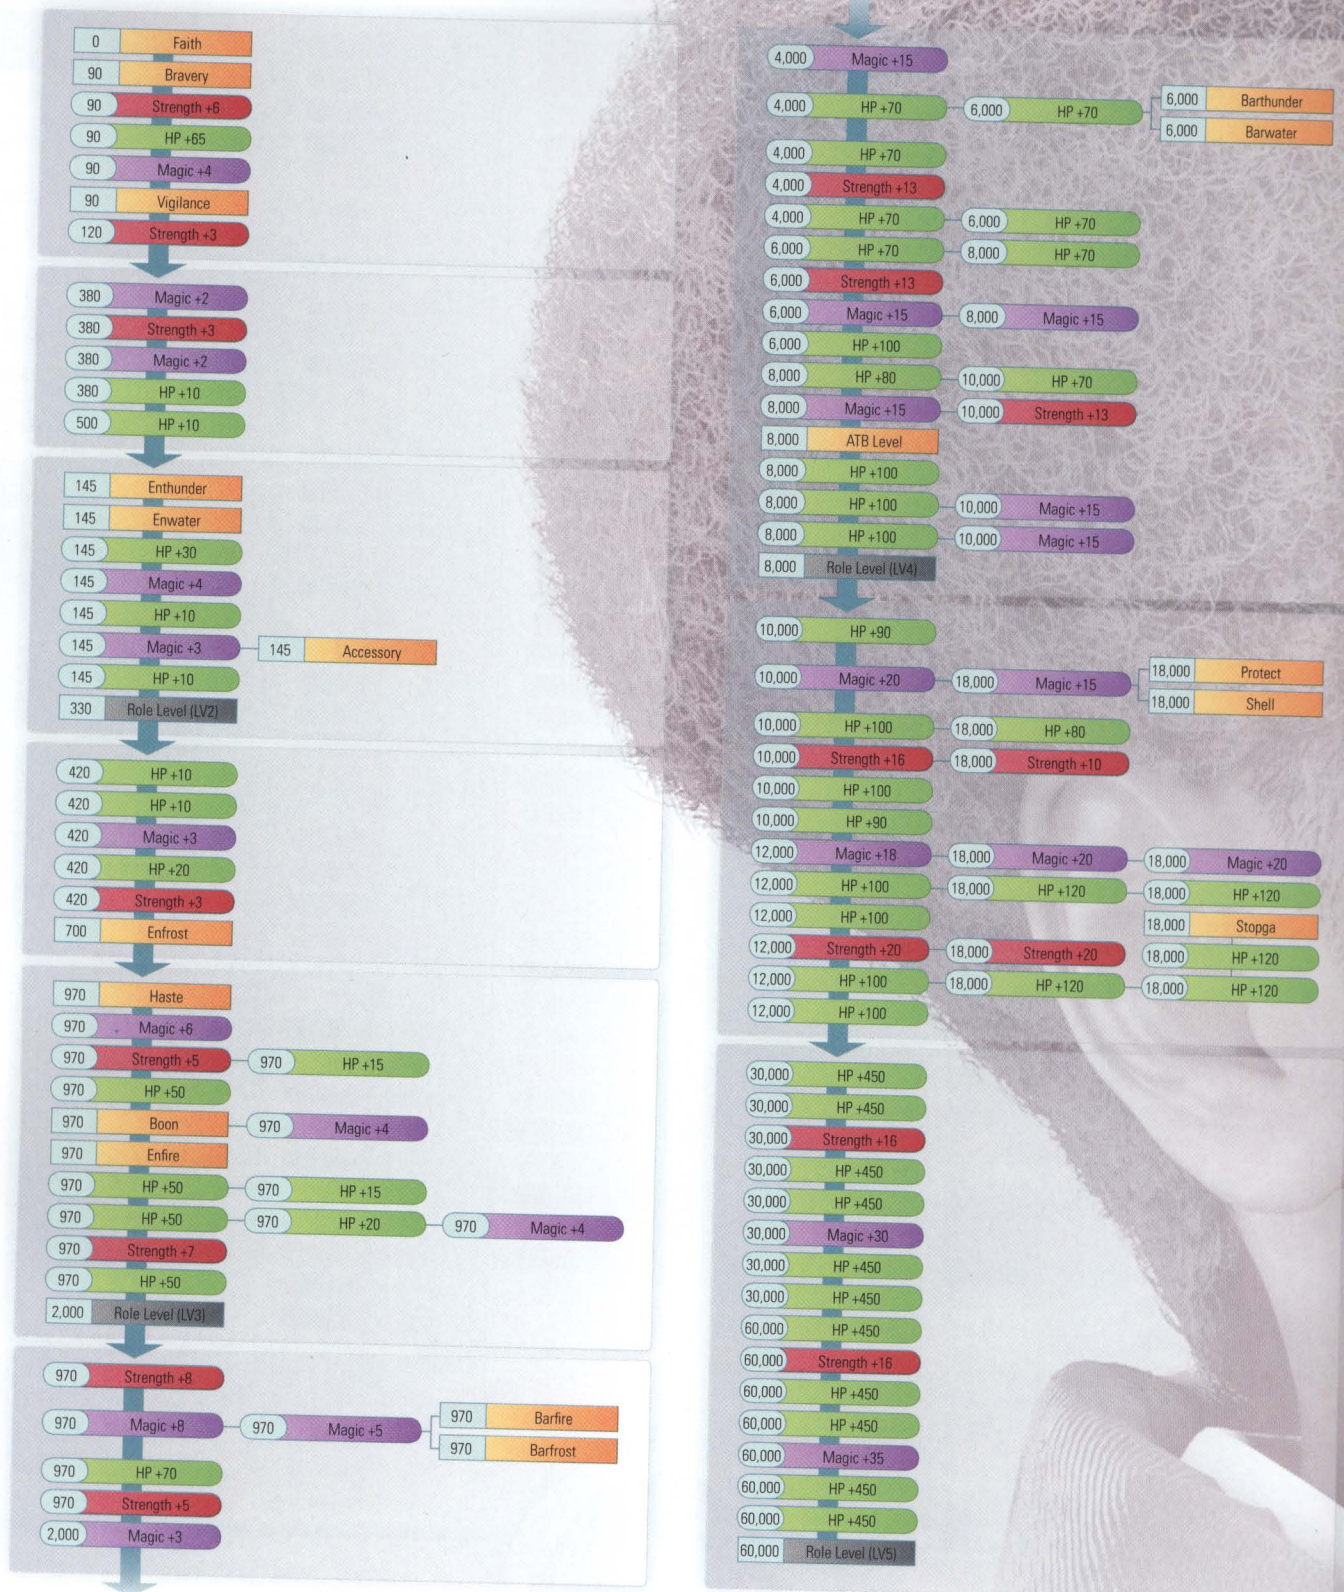 0 Faith
90 Bravery
90 Strength +6
90 HP +65
90 Magic +4
90 Vigilance
120 Strength +3
380 Magic +2
380 Strength +3
380 Magic +2
380 HP +10
500 HP +10
145 Enthunder
145 Enwater
145 HP +30
145 Magic +4
145 HP +10
145 Magic +3 145 Accessory
145 HP +10
330 Role Level (LV2)
420 HP +10
420 HP +10
420 Magic +3
420 HP +20
420 Strength +3
700 Enfrost
970 Haste
970 Magic +6
970 Strength +5 970 HP +15
970 HP +50
970 Boon 970 Magic +4
970 Enfire
970 HP +50 970 HP +15
970 HP +50 970 HP +20 970 Magic +4
970 Strength +7
970 HP +50
2,000 Role Level (LV3)
970 Strength +8
970 Magic +8 970 Magic +5 970 Barfire
970 Barfrost
970 HP +70
970 Strength +5
2,000 Magic +3
4,000 Magic +15
4,000 HP +70 6,000 HP +70 6,000 Barthunder
6,000 Barwater
4,000 HP +70
4,000 Strength +13
4,000 HP +70 6,000 HP +70
6,000 HP +70 8,000 HP +70
6,000 Strength +13
6,000 Magic +15 8,000 Magic +15
6,000 HP +100
8,000 HP +80 10,000 HP +70
8,000 Magic +15 10,000 Strength +13
8,000 ATB Level
8,000 HP +100
8,000 HP +100 10,000 Magic +15
8,000 HP +100 10,000 Magic +15
8,000 Role Level (LV4)
10,000 HP +90
10,000 Magic +20 18,000 Magic +15 18,000 Protect
18,000 Shell
10,000 HP +100 18,000 HP +80
10,000 Strength +16 18,000 Strength +10
10,000 HP +100
10,000 HP +90
12,000 Magic +18 18,000 Magic +20 18,000 Magic +20
12,000 HP +100 18,000 HP +120 18,000 HP +120
12,000 HP +100 18,000 Stopga
12,000 Strength +20 18,000 Strength +20 18,000 HP +120
12,000 HP +100 18,000 HP +120 18,000 HP +120
12,000 HP +100
30,000 HP +450
30,000 HP +450
30,000 Strength +16
30,000 HP +450
30,000 HP +450
30,000 Magic +30
30,000 HP +450
30,000 HP +450
60,000 HP +450
60,000 Strength +16
60,000 HP +450
60,000 HP +450
60,000 Magic +35
60,000 HP +450
60,000 HP +450
60,000 Role Level (LV5)